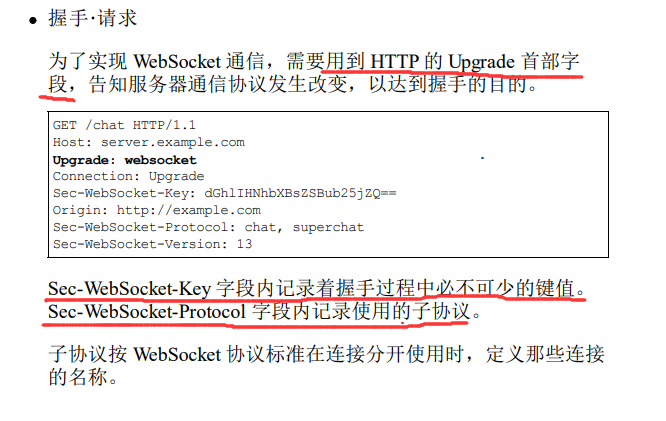 握手·请求
为了实现 WebSocket 通信，需要用到 HTTP 的 Upgrade 首部字
段，告知服务器通信协议发生改变，以达到握手的目的。
GET /chat HTTP/1.1
Host: server.example.com
Upgrade: websocket
Connection: Upgrade
Sec-WebSocket-Key: dGhlIHNhbXBsZSBub25jZQ==
Origin: http://example.com
Sec-WebSocket-Protocol: chat, superchat
Sec-WebSocket-Version: 13
Sec-WebSocket-Key 字段内记录着握手过程中必不可少的键值。
Sec-WebSocket-Protocol 字段内记录使用的子协议。
子协议按 WebSocket 协议标准在连接分开使用时，定义那些连接
的名称。